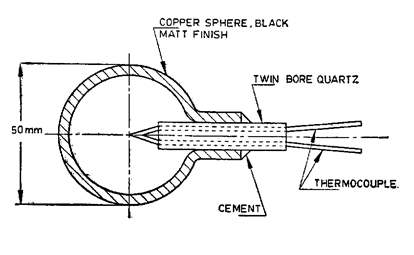 COPPER SPHERE, BLACK
MATT FINISH
TWIN BORE QUARTZ
50mm
THERMOCOUPLE.
CEMENT